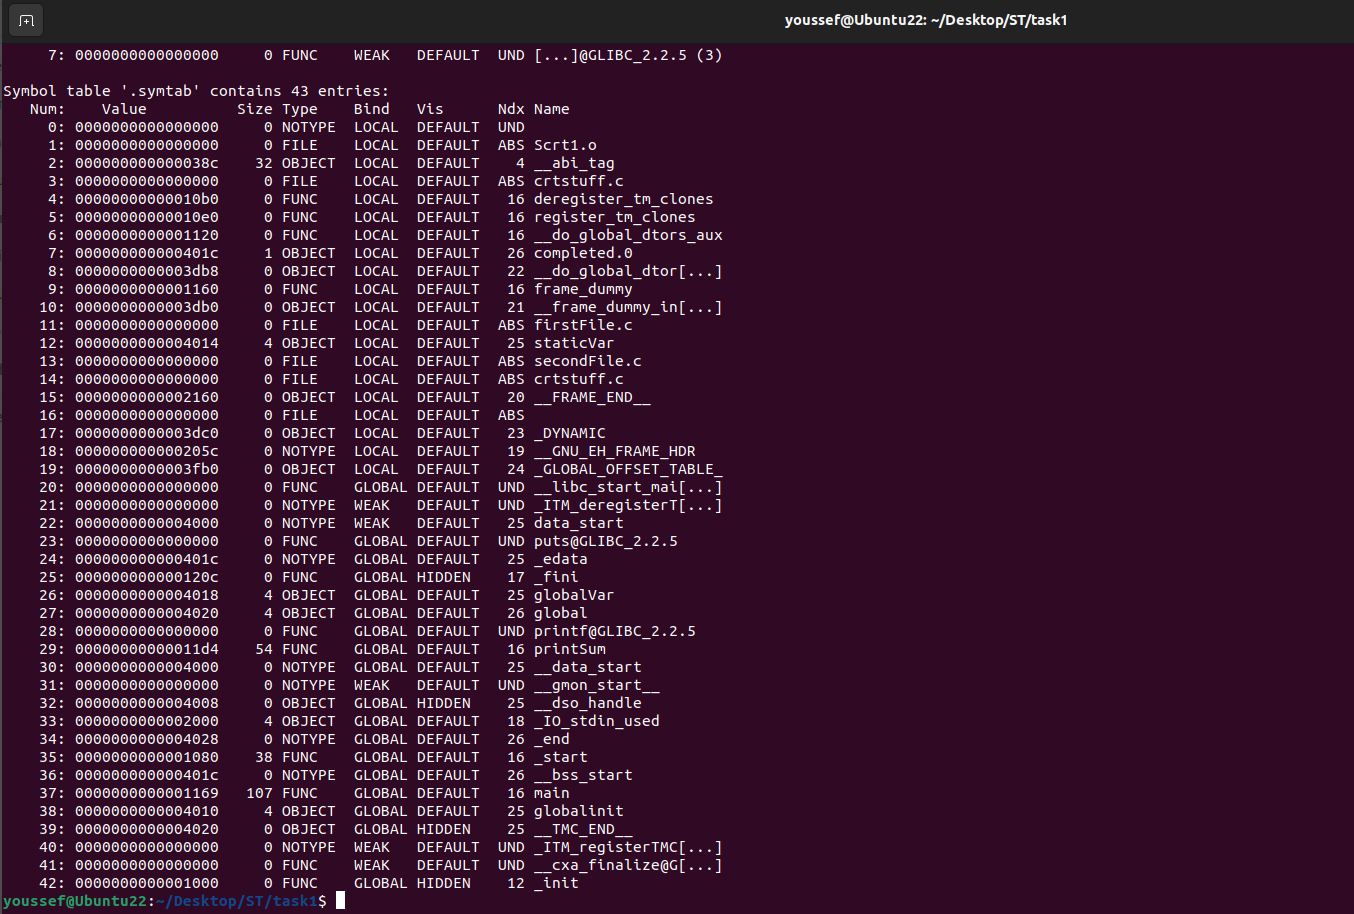 youssef@Ubuntu22: ~/Desktop/ST/task1
7: 0000000000000000 0 FUNC WEAK DEFAULT UND [...]@GLIBC_2.2.5 (3)
Symbol table '.symtab' contains 43 entries:
Num: Value Size Type Bind Vis Ndx Name
0: 0000000000000000 0 NOTYPE LOCAL DEFAULT UND
1: 0000000000000000 0 FILE LOCAL DEFAULT ABS Scrt1.o
2: 000000000000038c 32 OBJECT LOCAL DEFAULT 4 __abi_tag
3: 0000000000000000 0 FILE LOCAL DEFAULT ABS crtstuff.c
4: 00000000000010b0 0 FUNC LOCAL DEFAULT 16 deregister_tm_clones
5: 00000000000010e0 0 FUNC LOCAL DEFAULT 16 register_tm_clones
6: 0000000000001120 0 FUNC LOCAL DEFAULT 16 __do_global_dtors_aux
7: 000000000000401c 1 OBJECT LOCAL DEFAULT 26 completed.0
8: 0000000000003db8 0 OBJECT LOCAL DEFAULT 22 __do_global_dtor[...]
9: 0000000000001160 0 FUNC LOCAL DEFAULT 16 frame_dummy
10: 0000000000003db0 0 OBJECT LOCAL DEFAULT 21 __frame_dummy_in[...]
11: 0000000000000000 0 FILE LOCAL DEFAULT ABS firstFile.c
12: 0000000000004014 4 OBJECT LOCAL DEFAULT 25 staticVar
13: 0000000000000000 0 FILE LOCAL DEFAULT ABS secondFile.c
14: 0000000000000000 0 FILE LOCAL DEFAULT ABS crtstuff.c
15: 0000000000002160 0 OBJECT LOCAL DEFAULT 20 __FRAME_END__
16: 0000000000000000 0 FILE LOCAL DEFAULT ABS
17: 0000000000003dc0 0 OBJECT LOCAL DEFAULT 23 _DYNAMIC
18: 000000000000205c 0 NOTYPE LOCAL DEFAULT 19 __GNU_EH_FRAME_HDR
19: 0000000000003fb0 0 OBJECT LOCAL DEFAULT 24 _GLOBAL_OFFSET_TABLE_
20: 0000000000000000 0 FUNC GLOBAL DEFAULT UND __libc_start_mai[...]
21: 0000000000000000 0 NOTYPE WEAK DEFAULT UND _ITM_deregisterT[...]
22: 0000000000004000 0 NOTYPE WEAK DEFAULT 25 data_start
23: 0000000000000000 0 FUNC GLOBAL DEFAULT UND puts@GLIBC_2.2.5
24: 000000000000401c 0 NOTYPE GLOBAL DEFAULT 25 _edata
25: 000000000000120c 0 FUNC GLOBAL HIDDEN 17 _fini
26: 0000000000004018 4 OBJECT GLOBAL DEFAULT 25 globalVar
27: 0000000000004020 4 OBJECT GLOBAL DEFAULT 26 global
28: 0000000000000000 0 FUNC GLOBAL DEFAULT UND printf@GLIBC_2.2.5
29: 00000000000011d4 54 FUNC GLOBAL DEFAULT 16 printSum
30: 0000000000004000 0 NOTYPE GLOBAL DEFAULT 25 __data_start
31: 0000000000000000 0 NOTYPE WEAK DEFAULT UND __gmon_start__
32: 0000000000004008 0 OBJECT GLOBAL HIDDEN 25 __dso_handle
33: 0000000000002000 4 OBJECT GLOBAL DEFAULT 18 _IO_stdin_used
34: 0000000000004028 0 NOTYPE GLOBAL DEFAULT 26 _end
35: 0000000000001080 38 FUNC GLOBAL DEFAULT 16 _start
36: 000000000000401c 0 NOTYPE GLOBAL DEFAULT 26 __bss_start
37: 0000000000001169 107 FUNC GLOBAL DEFAULT 16 main
38: 0000000000004010 4 OBJECT GLOBAL DEFAULT 25 globalinit
39: 0000000000004020 0 OBJECT GLOBAL HIDDEN 25 __TMC_END__
40: 0000000000000000 0 NOTYPE WEAK DEFAULT UND _ITM_registerTMC[...]
41: 0000000000000000 0 FUNC WEAK DEFAULT UND __cxa_finalize@G[...]
42: 0000000000001000 0 FUNC GLOBAL HIDDEN 12 _init
youssef@Ubuntu22:~/Desktop/ST/task1$